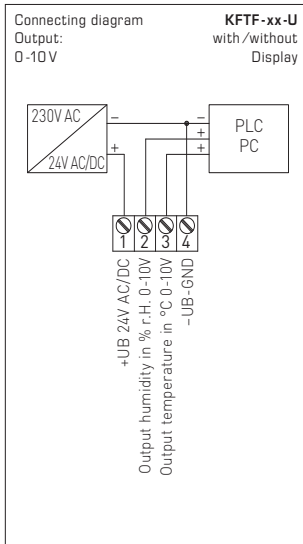 Connecting diagram
Output:
0-10 V
KFTF-xx-U
with/without
Display
230V AC
24V AC/DC
–
+
–
+
+
PLC
PC
1 2 3 4
+UB 24V AC/DC
Output humidity in % r.H. 0-10V
Output temperature in °C 0-10V
–UB-GND